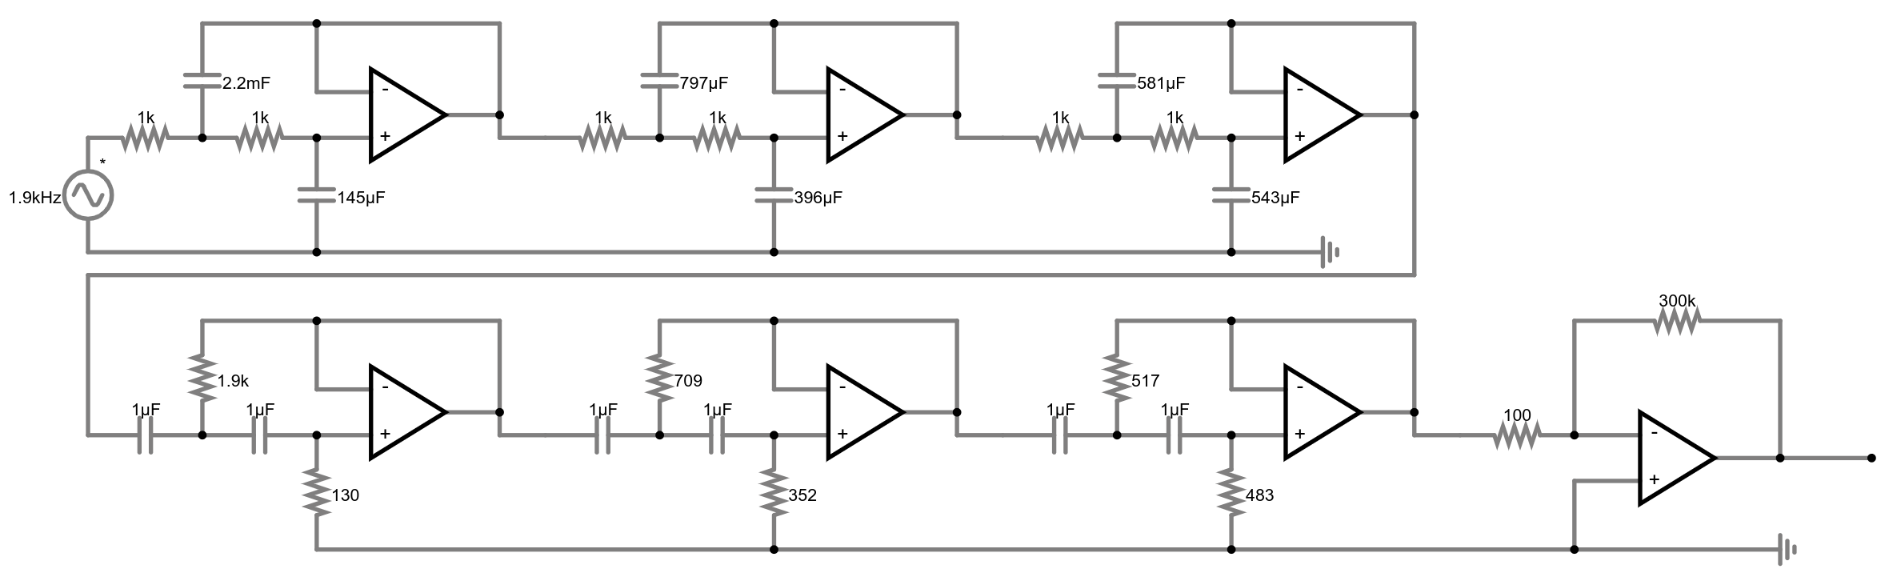 2.2mF
797µF
581µF
-
-
-
1k
1k
1k
1k
1k
1k
+
+
+
*
1.9kHz
145µF
396µF
543µF
300k
1.9k
709
517
-
-
-
1µF
1µF
1µF
1µF
1µF
1µF
100
+
+
+
-
+
130
352
483